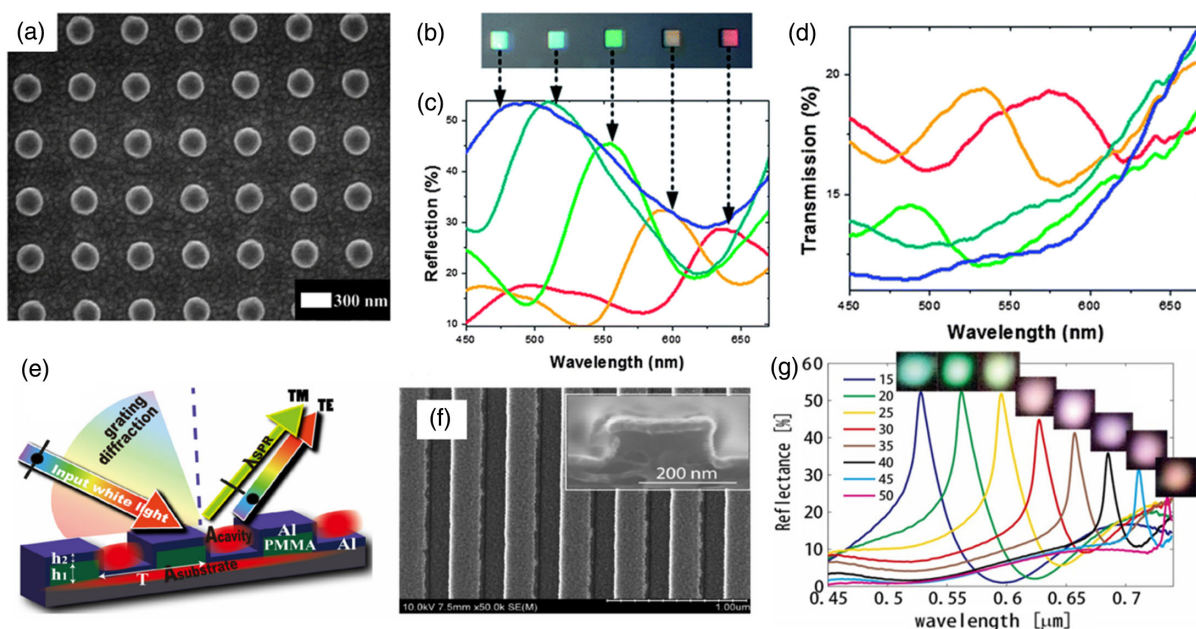 (a)
300 nm
(b)
(c)
Reflection (%)
50
40
30
20
10
450
500
550
600
650
Wavelength (nm)
(d)
Transmission (%)
20
15
450
500
550
600
650
Wavelength (nm)
(e)
grating
diffraction
Input white light
TM
TE
λSPR
Acavity
Al
PMMA
Al
h2
h1
T
Asubstrate
(f)
200 nm
10.0kV 7.5mm x50.0k SE(M)
1.00um
(g)
Reflectance [%]
60
50
40
30
20
10
0
15
20
25
30
35
40
45
50
0.45
0.5
0.55
0.6
0.65
0.7
wavelength [μm]